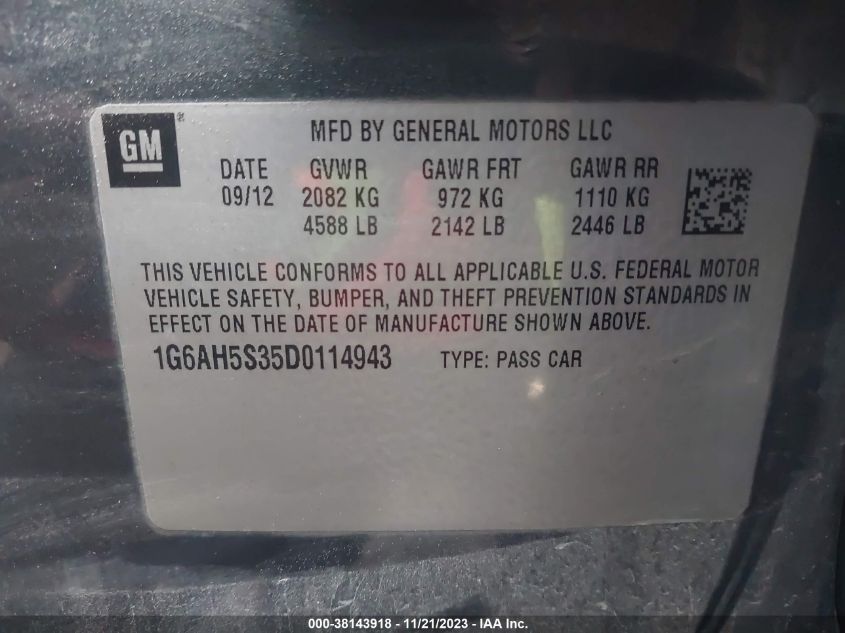 GM
MFD BY GENERAL MOTORS LLC
DATE GVWR GAWR FRT GAWR RR
09/12 2082 KG 972 KG 1110 KG
4588 LB 2142 LB 2446 LB
THIS VEHICLE CONFORMS TO ALL APPLICABLE U.S. FEDERAL MOTOR
VEHICLE SAFETY, BUMPER, AND THEFT PREVENTION STANDARDS IN
EFFECT ON THE DATE OF MANUFACTURE SHOWN ABOVE.
1G6AH5S35D0114943 TYPE: PASS CAR
000-38143918 - 11/21/2023 - IAA Inc.